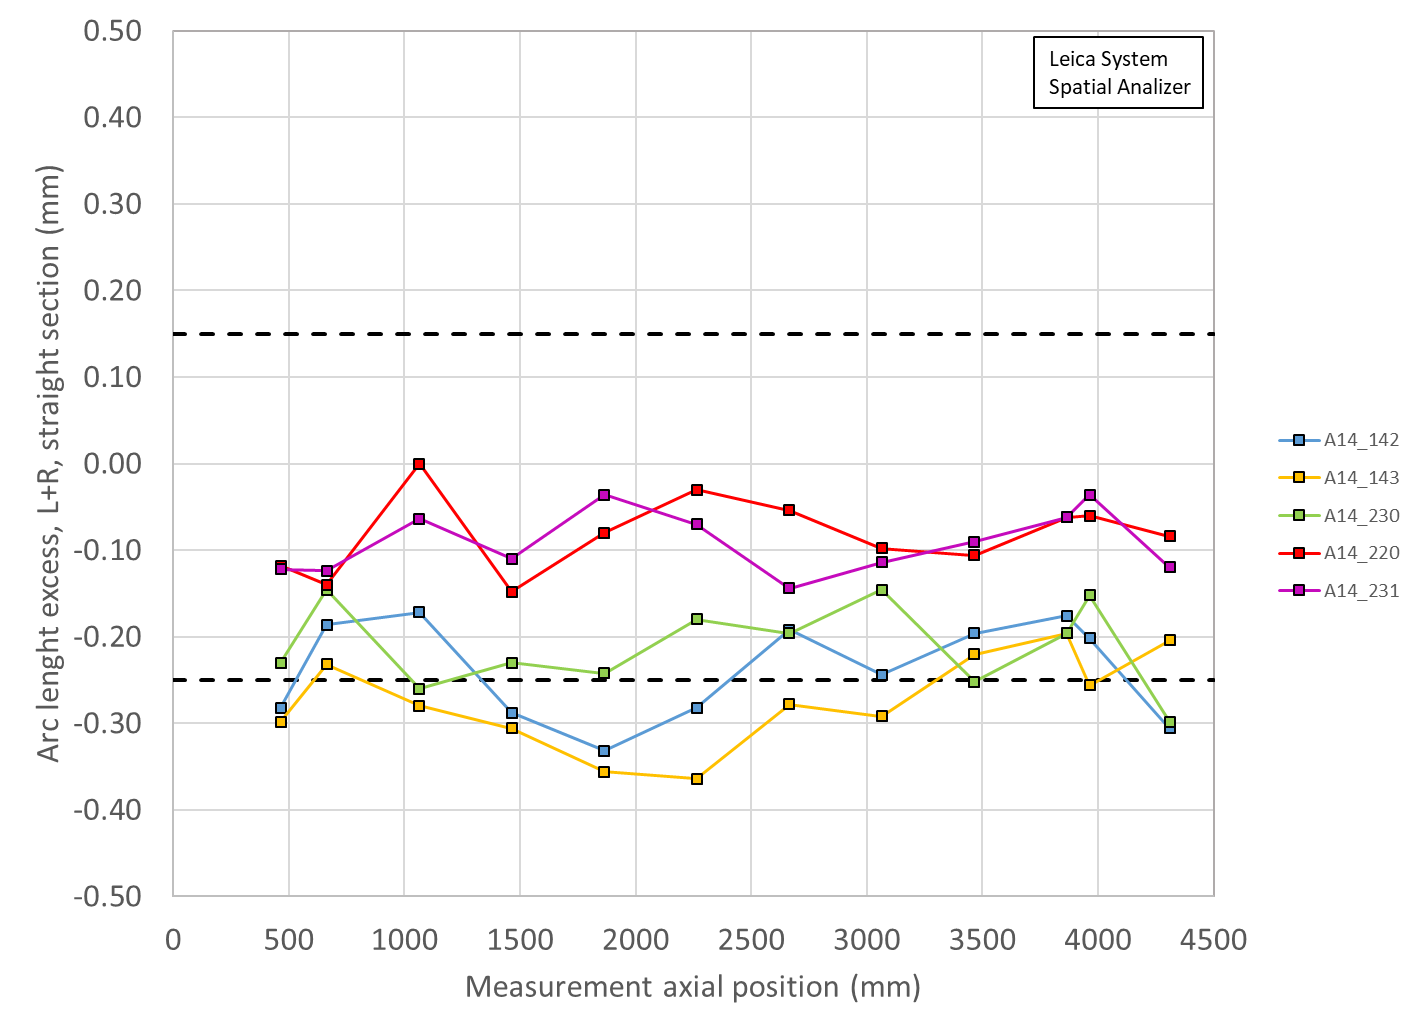 0.50
0.40
0.30
0.20
0.10
0.00
-0.10
-0.20
-0.30
-0.40
-0.50
Arc lenght excess, L+R, straight section (mm)
Leica System
Spatial Analizer
A14_142
A14_143
A14_230
A14_220
A14_231
0 500 1000 1500 2000 2500 3000 3500 4000 4500
Measurement axial position (mm)